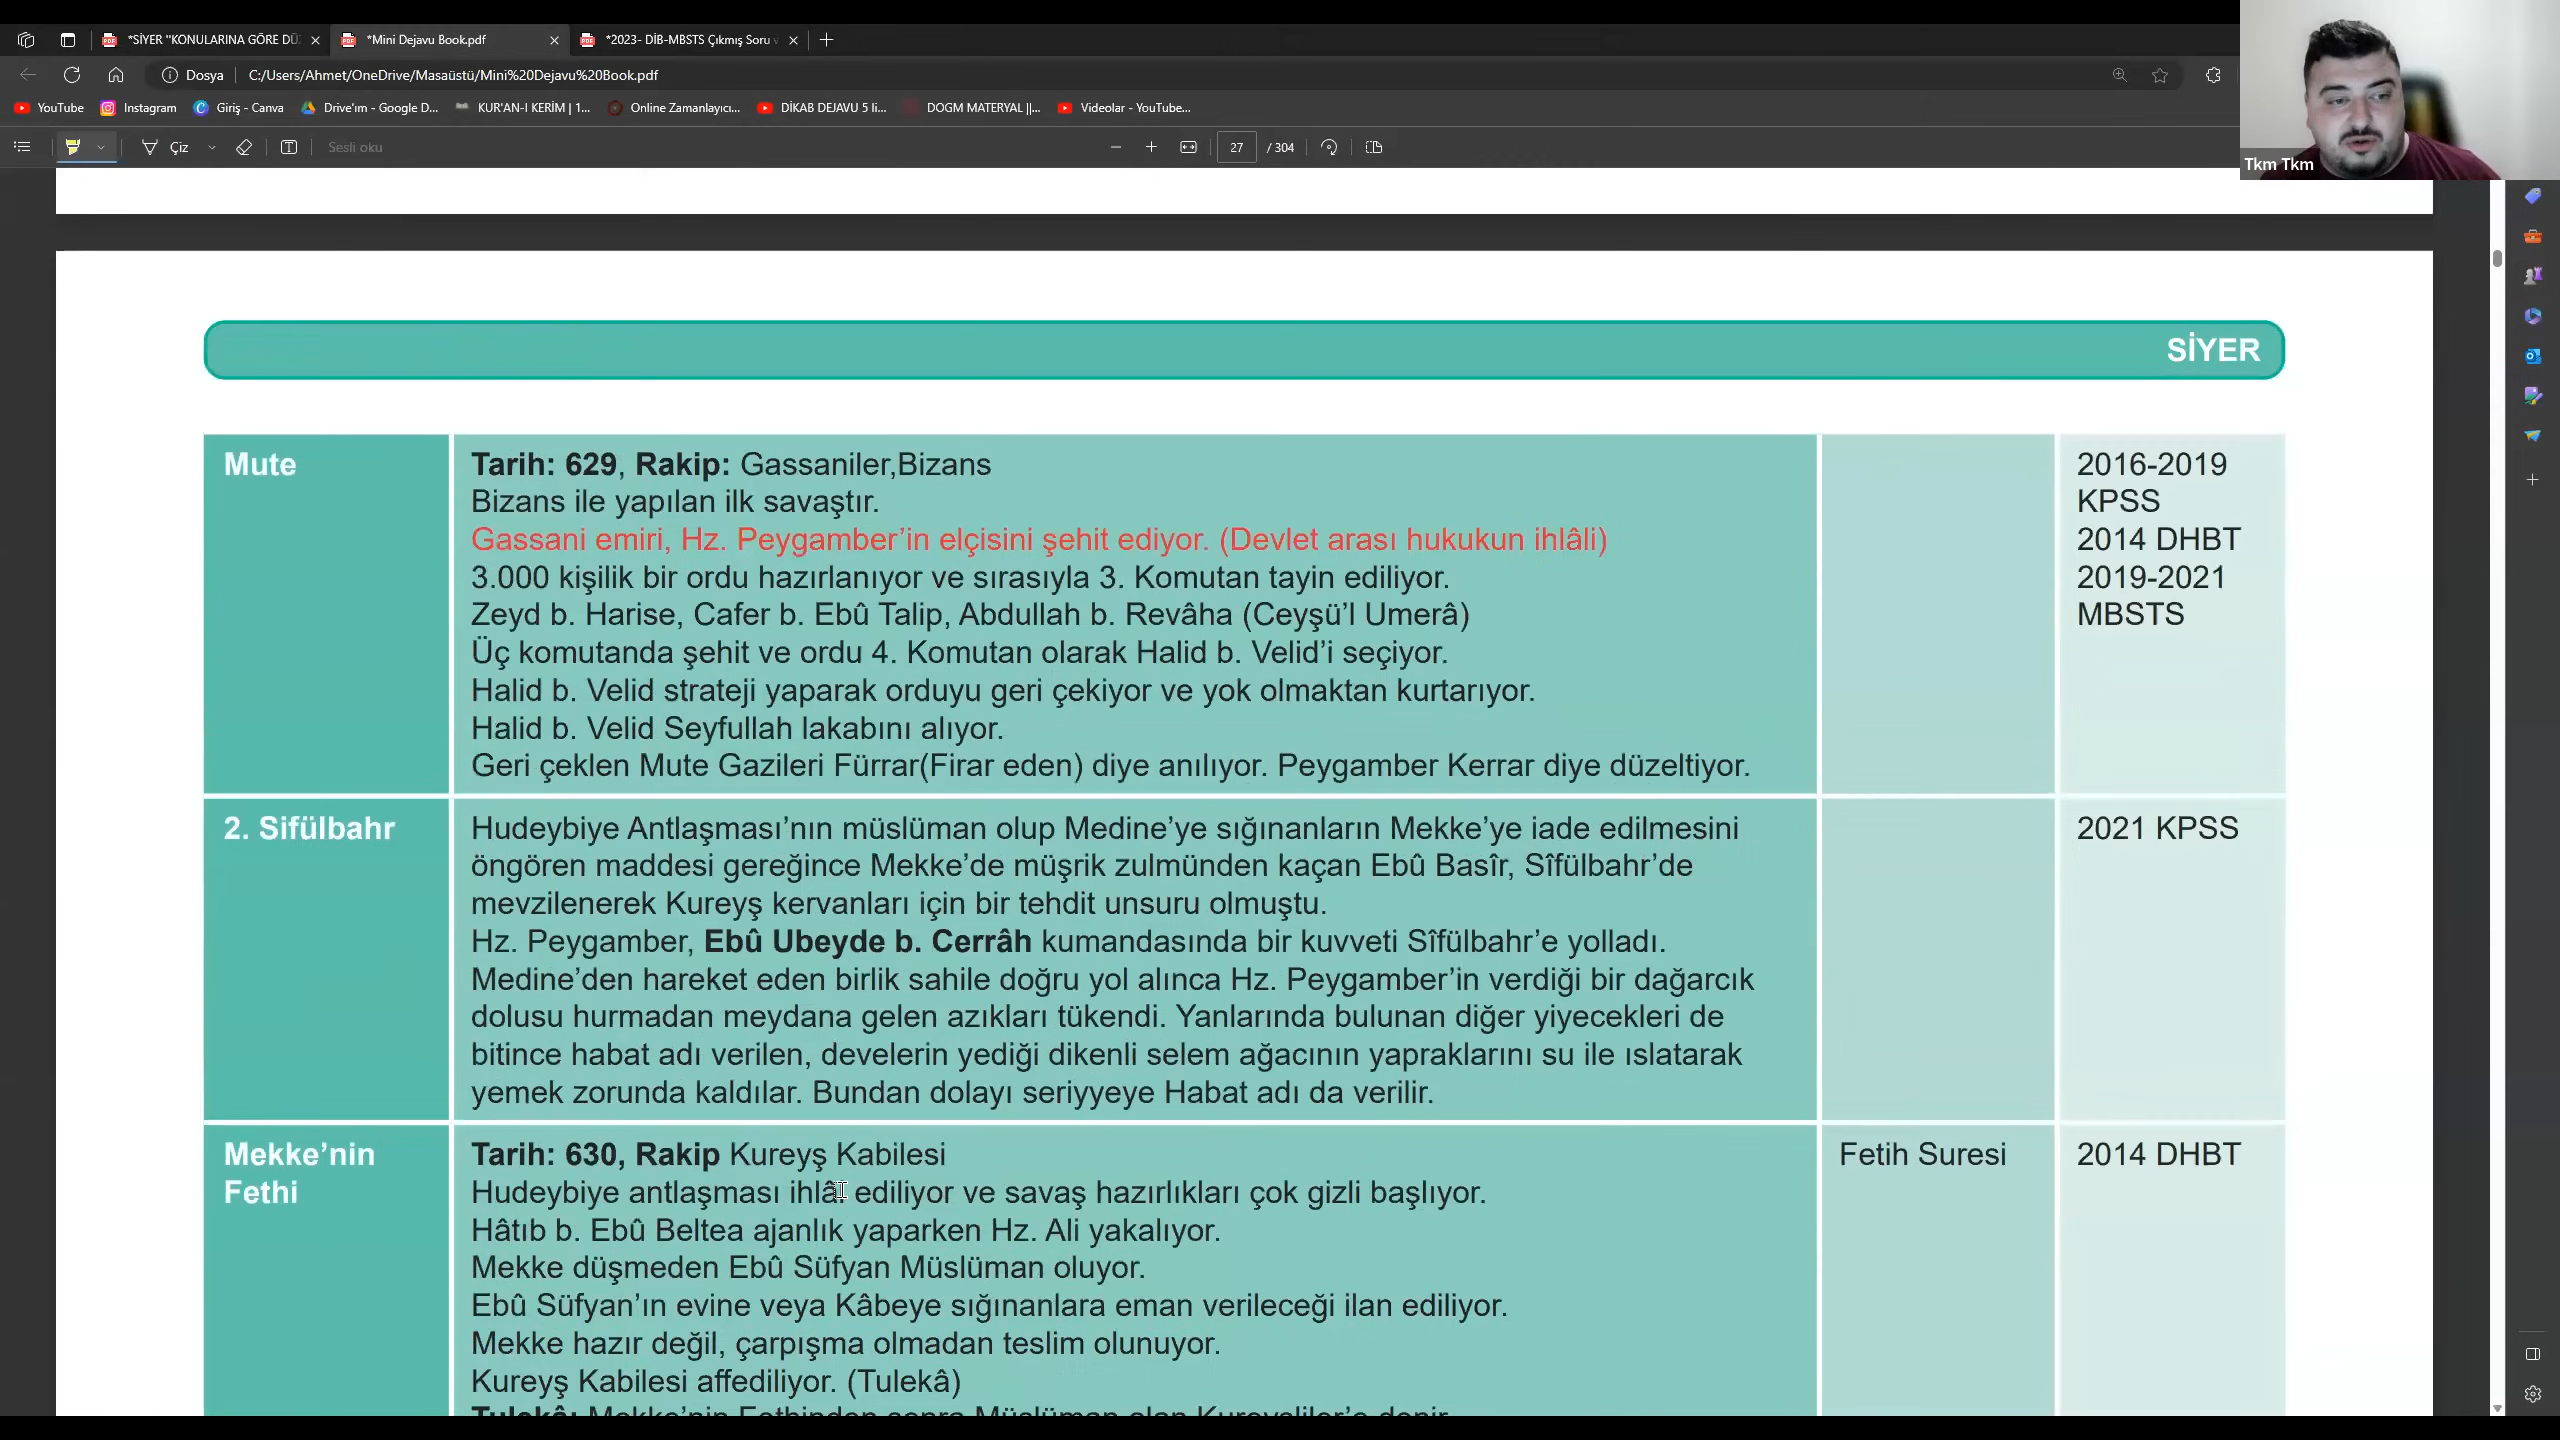 *SİYER "KONULARINA GÖRE DÜ
*Mini Dejavu Book.pdf
*2023- DİB-MBSTS Çıkmış Soru
Dosya
C:/Users/Ahmet/OneDrive/Masaüstü/Mini%20Dejavu%20Book.pdf
YouTube
Instagram
Giriş - Canva
Drive'ım - Google D...
KUR'AN-I KERİM | 1...
Online Zamanlayıcı...
DİKAB DEJAVU 5 li...
DOGM MATERYAL ||...
Videolar - YouTube...
Çiz
Sesli oku
27 / 304
Tkm Tkm
SİYER
Mute
Tarih: 629, Rakip: Gassaniler,Bizans
Bizans ile yapılan ilk savaştır.
Gassani emiri, Hz. Peygamber’in elçisini şehit ediyor. (Devlet arası hukukun ihlâli)
3.000 kişilik bir ordu hazırlanıyor ve sırasıyla 3. Komutan tayin ediliyor.
Zeyd b. Harise, Cafer b. Ebû Talip, Abdullah b. Revâha (Ceyşü’l Umerâ)
Üç komutanda şehit ve ordu 4. Komutan olarak Halid b. Velid’i seçiyor.
Halid b. Velid strateji yaparak orduyu geri çekiyor ve yok olmaktan kurtarıyor.
Halid b. Velid Seyfullah lakabını alıyor.
Geri çeklen Mute Gazileri Fürrar(Firar eden) diye anılıyor. Peygamber Kerrar diye düzeltiyor.
2016-2019
KPSS
2014 DHBT
2019-2021
MBSTS
2. Sifülbahr
Hudeybiye Antlaşması’nın müslüman olup Medine’ye sığınanların Mekke’ye iade edilmesini
öngören maddesi gereğince Mekke’de müşrik zulmünden kaçan Ebû Basîr, Sîfülbahr’de
mevzilenerek Kureyş kervanları için bir tehdit unsuru olmuştu.
Hz. Peygamber, Ebû Ubeyde b. Cerrâh kumandasında bir kuvveti Sîfülbahr’e yolladı.
Medine’den hareket eden birlik sahile doğru yol alınca Hz. Peygamber’in verdiği bir dağarcık
dolusu hurmadan meydana gelen azıkları tükendi. Yanlarında bulunan diğer yiyecekleri de
bitince habat adı verilen, develerin yediği dikenli selem ağacının yapraklarını su ile ıslatarak
yemek zorunda kaldılar. Bundan dolayı seriyyeye Habat adı da verilir.
2021 KPSS
Mekke’nin
Fethi
Tarih: 630, Rakip Kureyş Kabilesi
Hudeybiye antlaşması ihlâl ediliyor ve savaş hazırlıkları çok gizli başlıyor.
Hâtıb b. Ebû Beltea ajanlık yaparken Hz. Ali yakalıyor.
Mekke düşmeden Ebû Süfyan Müslüman oluyor.
Ebû Süfyan’ın evine veya Kâbeye sığınanlara eman verileceği ilan ediliyor.
Mekke hazır değil, çarpışma olmadan teslim olunuyor.
Kureyş Kabilesi affediliyor. (Tulekâ)
Tulekâ: Mekke’nin Fethinden sonra Müslüman olan Kureyşliler’e denir.
Fetih Suresi
2014 DHBT